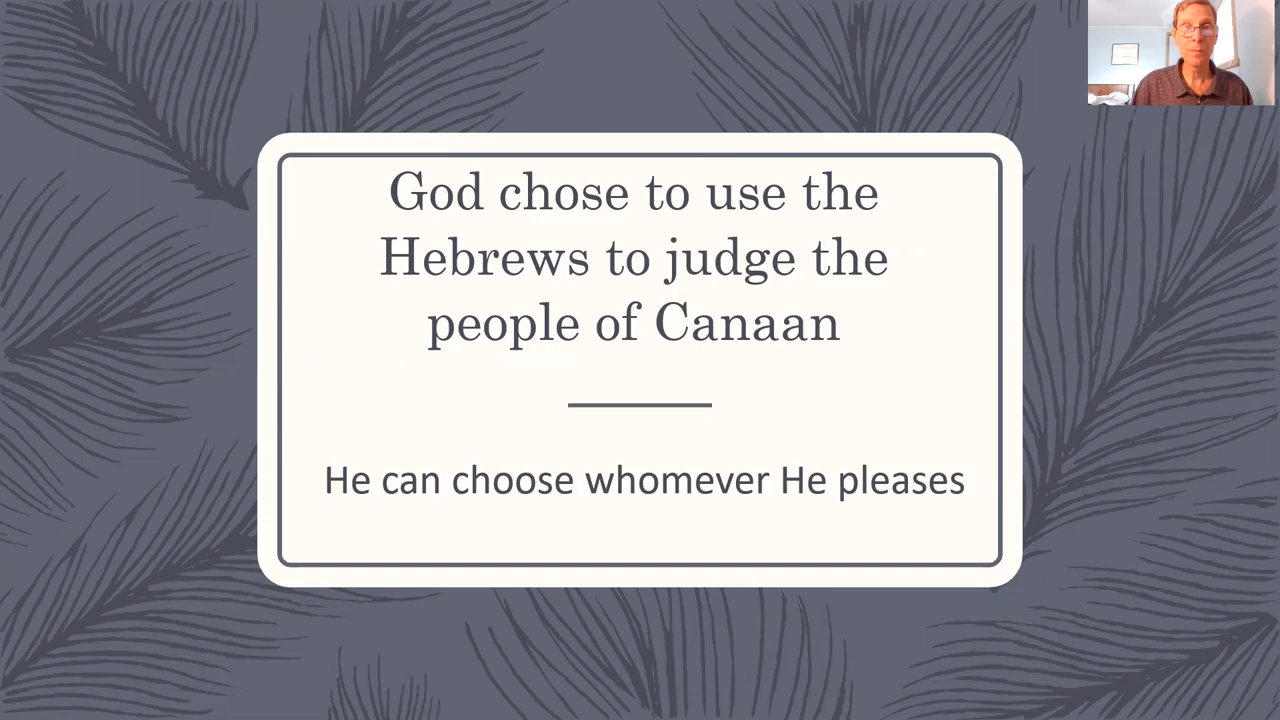 God chose to use the
Hebrews to judge the
people of Canaan
He can choose whomever He pleases